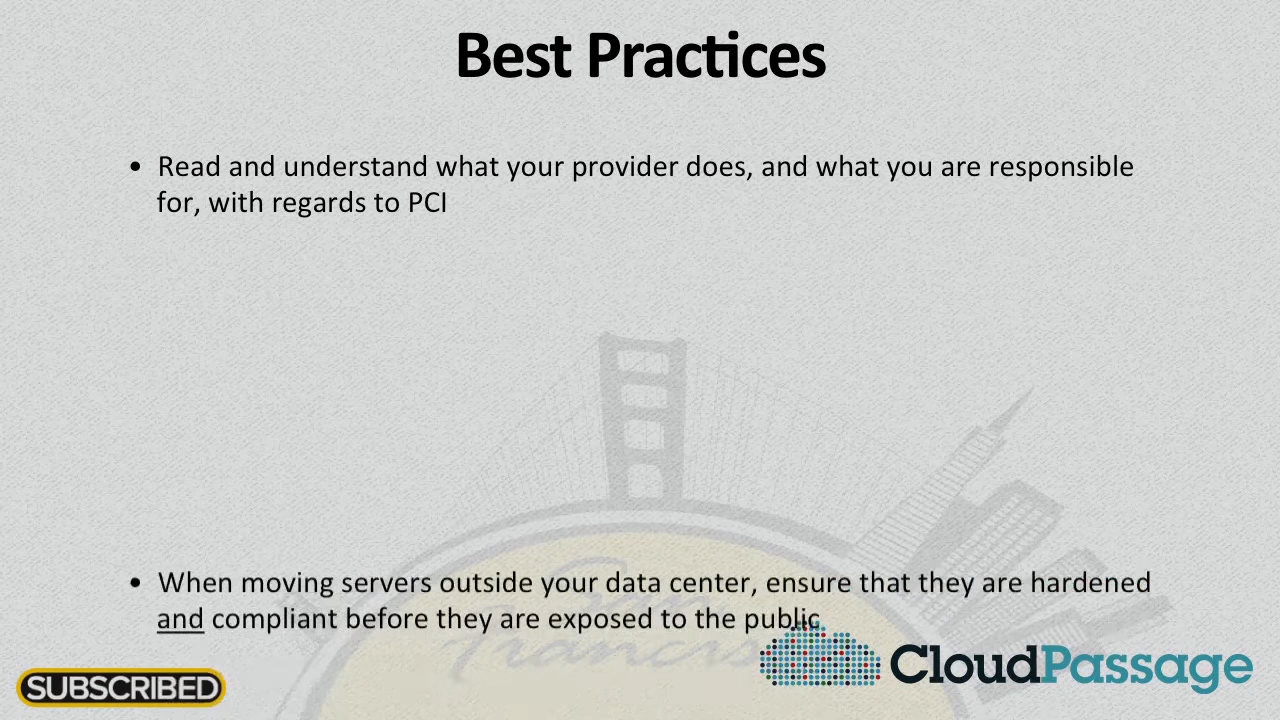 Best Practices
• Read and understand what your provider does, and what you are responsible
for, with regards to PCI
• When moving servers outside your data center, ensure that they are hardened
and compliant before they are exposed to the public
San
Francisco
SUBSCRIBED
CloudPassage